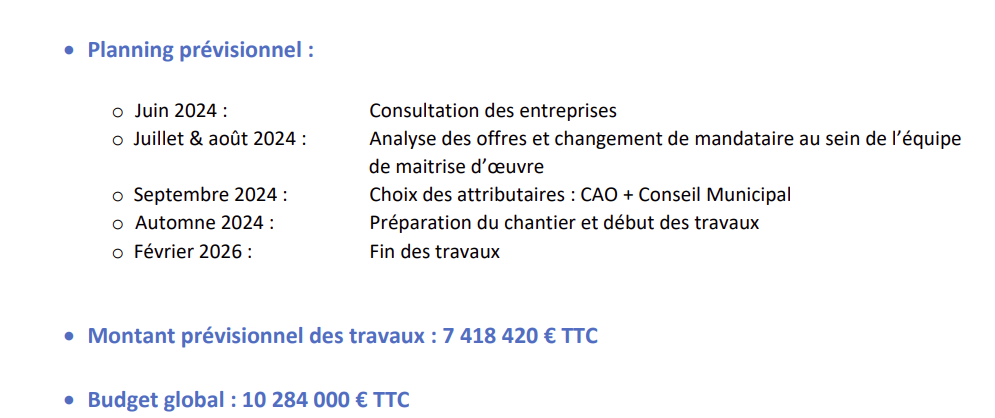 • Planning prévisionnel :
o Juin 2024 : Consultation des entreprises
o Juillet & août 2024 : Analyse des offres et changement de mandataire au sein de l’équipe
de maitrise d’œuvre
o Septembre 2024 : Choix des attributaires : CAO + Conseil Municipal
o Automne 2024 : Préparation du chantier et début des travaux
o Février 2026 : Fin des travaux
• Montant prévisionnel des travaux : 7 418 420 € TTC
• Budget global : 10 284 000 € TTC